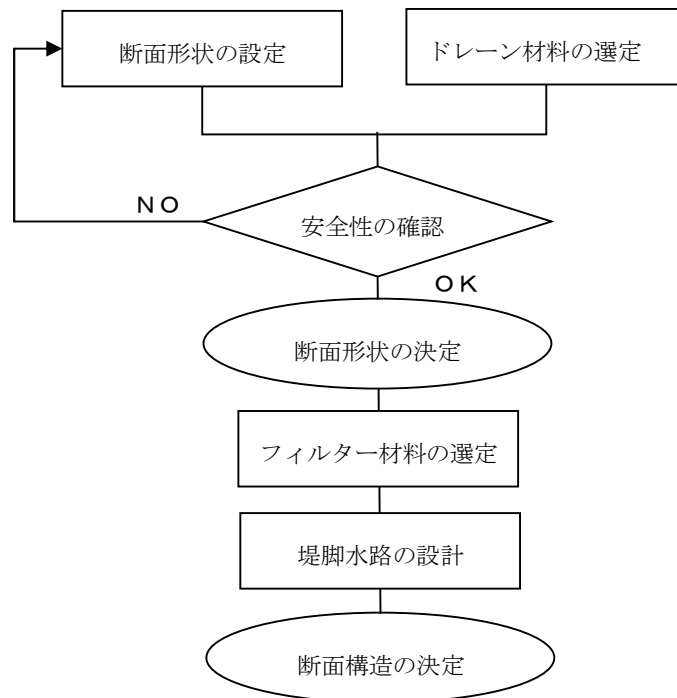 断面形状の設定
ドレーン材料の選定
ＮＯ
安全性の確認
ＯＫ
断面形状の決定
フィルター材料の選定
堤脚水路の設計
断面構造の決定